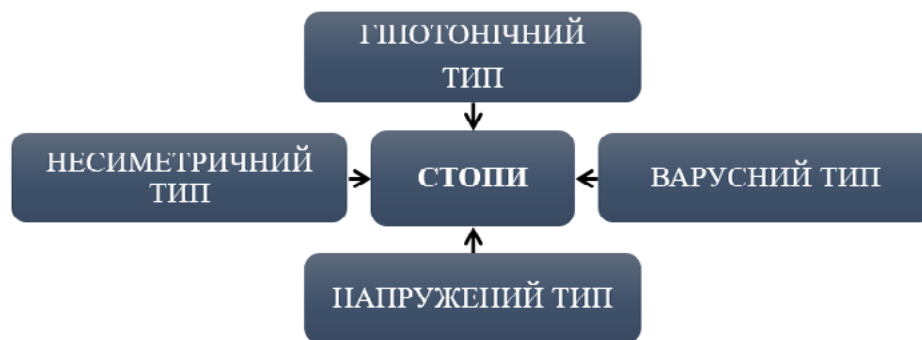 ГІПОТОНІЧНИЙ
ТИП
НЕСИМЕТРИЧНИЙ
ТИП
СТОПИ
ВАРУСНИЙ ТИП
НАПРУЖЕНИЙ ТИП